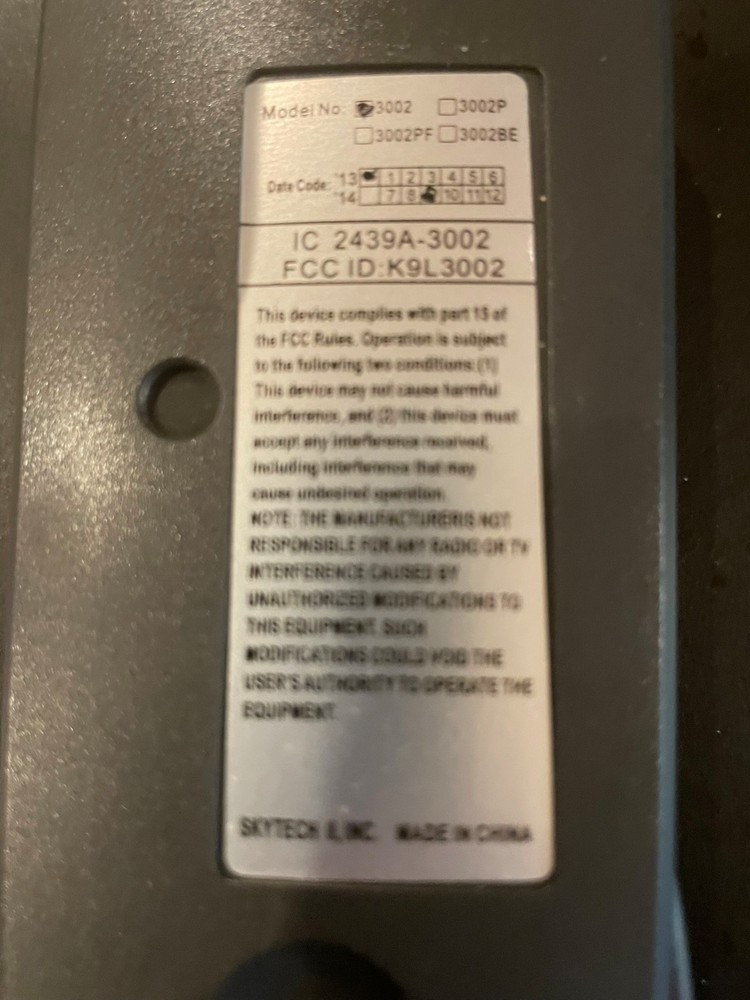 Model No: 3002 3002P
3002PF 3002BE
Date Code: '13 1 2 3 4 5 6
'14 7 8 10 11 12
IC 2439A-3002
FCC ID:K9L3002
This device complies with part 15 of
the FCC Rules. Operation is subject
to the following two conditions:(1)
This device may not cause harmful
interference, and (2) this device must
accept any interference received,
including interference that may
cause undesired operation.
NOTE: THE MANUFACTURERIS NOT
RESPONSIBLE FOR ANY RADIO OR TV
INTERFERENCE CAUSED BY
UNAUTHORIZED MODIFICATIONS TO
THIS EQUIPMENT. SUCH
MODIFICATIONS COULD VOID THE
USER'S AUTHORITY TO OPERATE THE
EQUIPMENT.
SKYTECH II, INC. MADE IN CHINA